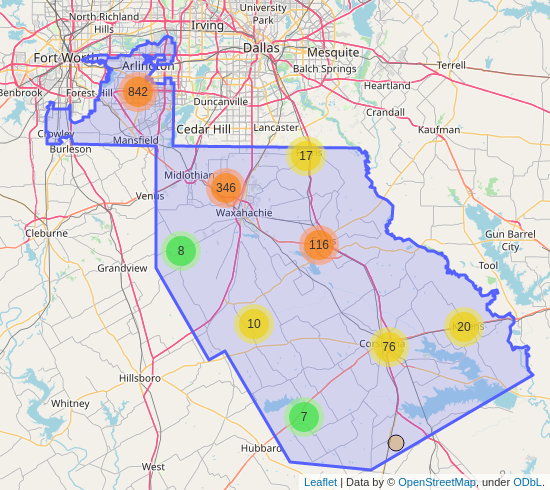 University
Park
North Richland
Hills
Irving
Mesquite
Dallas
Fort Worth
Arlington
Balch Springs
Terrell
Benbrook
Forest Hill
842
Heartland
Duncanville
Crandall
Crowley
Mansfield
Cedar Hill
Lancaster
Kaufman
Burleson
17
Midlothian
346
Venus
Waxahachie
Cleburne
8
116
Gun Barrel
City
Grandview
Tool
10
20
76
Hillsboro
Whitney
7
Hubbard
West
Leaflet | Data by © OpenStreetMap, under ODbL.